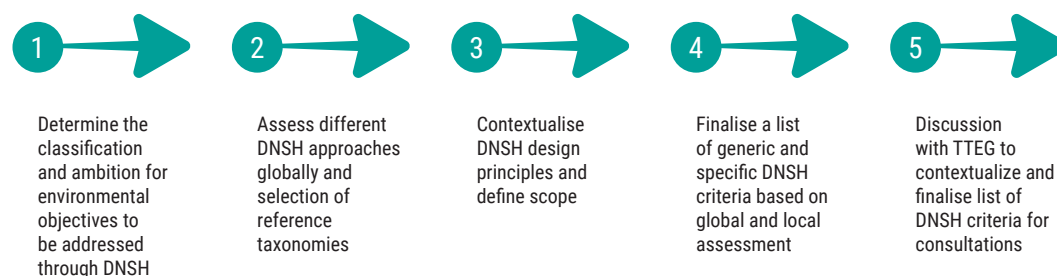 1
Determine the
classification
and ambition for
environmental
objectives to
be addressed
through DNSH
2
Assess different
DNSH approaches
globally and
selection of
reference
taxonomies
3
Contextualise
DNSH design
principles and
define scope
4
Finalise a list
of generic and
specific DNSH
criteria based on
global and local
assessment
5
Discussion
with TTEG to
contextualize and
finalise list of
DNSH criteria for
consultations